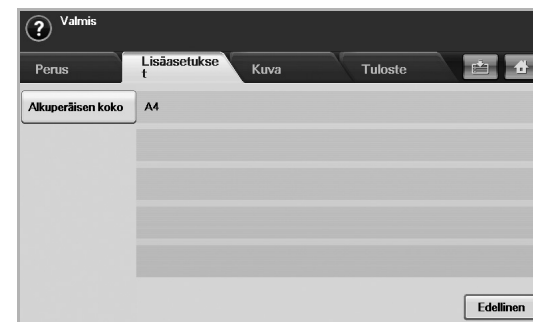 Valmis
Perus
Lisäasetukse
t
Kuva
Tuloste
Alkuperäisen koko
A4
Edellinen